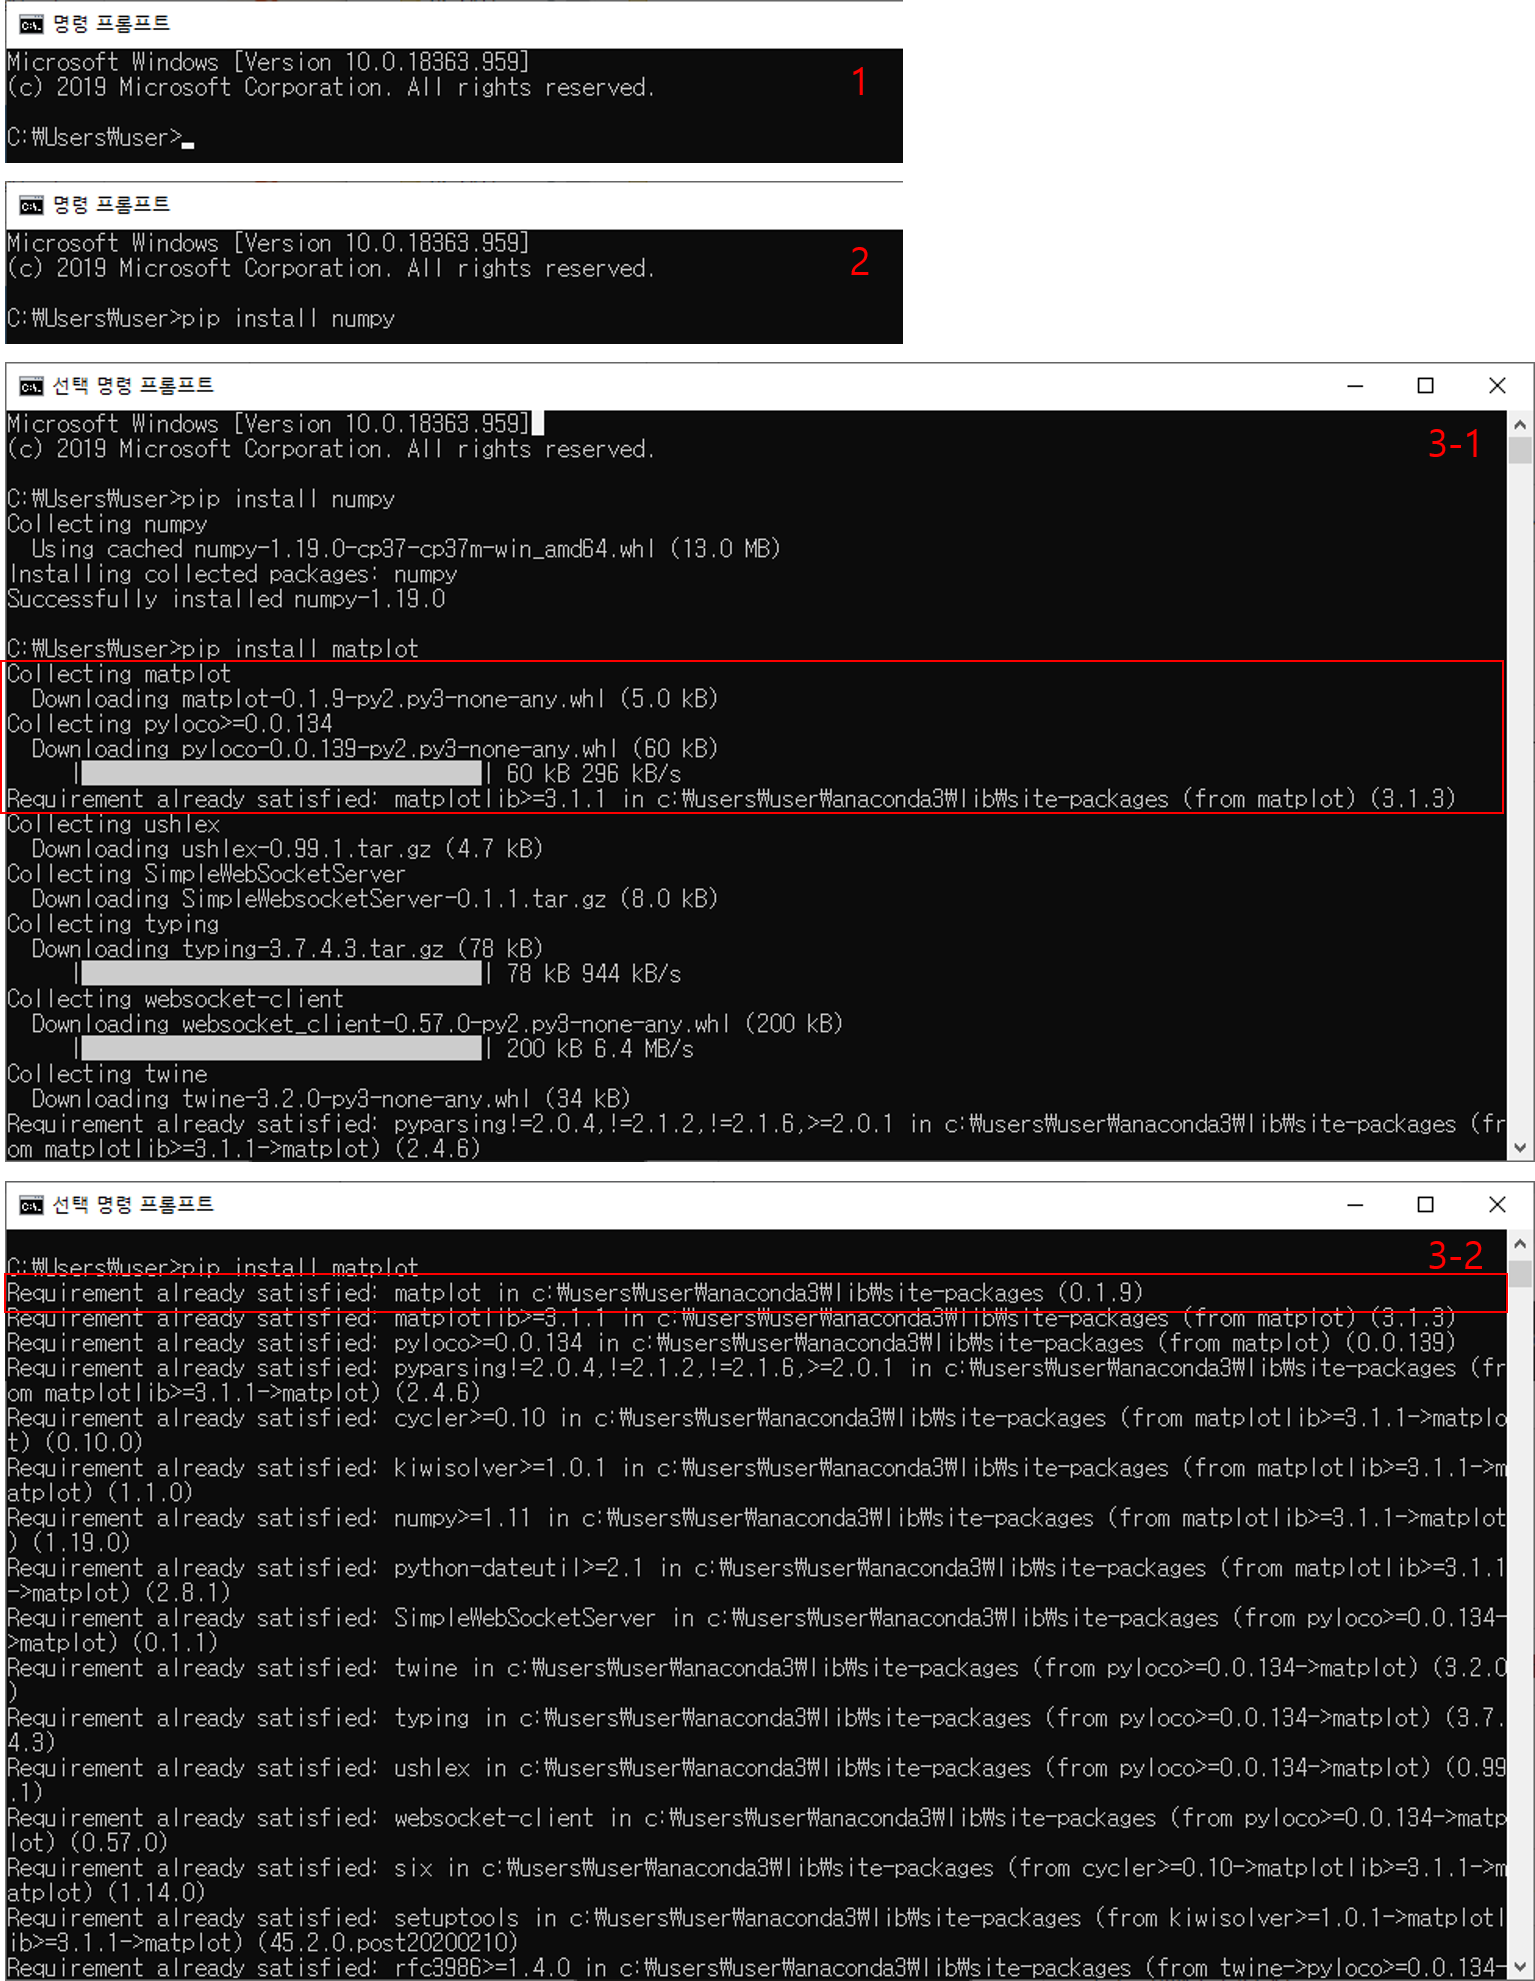 명령 프롬프트
Microsoft Windows [Version 10.0.18363.959]
(c) 2019 Microsoft Corporation. All rights reserved.
1
C:₩Users₩user>
명령 프롬프트
Microsoft Windows [Version 10.0.18363.959]
(c) 2019 Microsoft Corporation. All rights reserved.
2
C:₩Users₩user>pip install numpy
선택 명령 프롬프트
Microsoft Windows [Version 10.0.18363.959]
(c) 2019 Microsoft Corporation. All rights reserved.
3-1
C:₩Users₩user>pip install numpy
Collecting numpy
  Using cached numpy-1.19.0-cp37-cp37m-win_amd64.whl (13.0 MB)
Installing collected packages: numpy
Successfully installed numpy-1.19.0
C:₩Users₩user>pip install matplot
Collecting matplot
  Downloading matplot-0.1.9-py2.py3-none-any.whl (5.0 kB)
Collecting pyloco>=0.0.134
  Downloading pyloco-0.0.139-py2.py3-none-any.whl (60 kB)
| | 60 kB 296 kB/s
Requirement already satisfied: matplotlib>=3.1.1 in c:₩users₩user₩anaconda3₩lib₩site-packages (from matplot) (3.1.3)
Collecting ushlex
  Downloading ushlex-0.99.1.tar.gz (4.7 kB)
Collecting SimpleWebSocketServer
  Downloading SimpleWebsocketServer-0.1.1.tar.gz (8.0 kB)
Collecting typing
  Downloading typing-3.7.4.3.tar.gz (78 kB)
| | 78 kB 944 kB/s
Collecting websocket-client
  Downloading websocket_client-0.57.0-py2.py3-none-any.whl (200 kB)
| | 200 kB 6.4 MB/s
Collecting twine
  Downloading twine-3.2.0-py3-none-any.whl (34 kB)
Requirement already satisfied: pyparsing!=2.0.4,!=2.1.2,!=2.1.6,>=2.0.1 in c:₩users₩user₩anaconda3₩lib₩site-packages (fr
om matplotlib>=3.1.1->matplot) (2.4.6)
선택 명령 프롬프트
3-2
C:₩Users₩user>pip install matplot
Requirement already satisfied: matplot in c:₩users₩user₩anaconda3₩lib₩site-packages (0.1.9)
Requirement already satisfied: matplotlib>=3.1.1 in c:₩users₩user₩anaconda3₩lib₩site-packages (from matplot) (3.1.3)
Requirement already satisfied: pyloco>=0.0.134 in c:₩users₩user₩anaconda3₩lib₩site-packages (from matplot) (0.0.139)
Requirement already satisfied: pyparsing!=2.0.4,!=2.1.2,!=2.1.6,>=2.0.1 in c:₩users₩user₩anaconda3₩lib₩site-packages (fr
om matplotlib>=3.1.1->matplot) (2.4.6)
Requirement already satisfied: cycler>=0.10 in c:₩users₩user₩anaconda3₩lib₩site-packages (from matplotlib>=3.1.1->matplo
t) (0.10.0)
Requirement already satisfied: kiwisolver>=1.0.1 in c:₩users₩user₩anaconda3₩lib₩site-packages (from matplotlib>=3.1.1->m
atplot) (1.1.0)
Requirement already satisfied: numpy>=1.11 in c:₩users₩user₩anaconda3₩lib₩site-packages (from matplotlib>=3.1.1->matplot
) (1.19.0)
Requirement already satisfied: python-dateutil>=2.1 in c:₩users₩user₩anaconda3₩lib₩site-packages (from matplotlib>=3.1.1
->matplot) (2.8.1)
Requirement already satisfied: SimpleWebSocketServer in c:₩users₩user₩anaconda3₩lib₩site-packages (from pyloco>=0.0.134-
>matplot) (0.1.1)
Requirement already satisfied: twine in c:₩users₩user₩anaconda3₩lib₩site-packages (from pyloco>=0.0.134->matplot) (3.2.0
)
Requirement already satisfied: typing in c:₩users₩user₩anaconda3₩lib₩site-packages (from pyloco>=0.0.134->matplot) (3.7.
4.3)
Requirement already satisfied: ushlex in c:₩users₩user₩anaconda3₩lib₩site-packages (from pyloco>=0.0.134->matplot) (0.99
.1)
Requirement already satisfied: websocket-client in c:₩users₩user₩anaconda3₩lib₩site-packages (from pyloco>=0.0.134->matp
lot) (0.57.0)
Requirement already satisfied: six in c:₩users₩user₩anaconda3₩lib₩site-packages (from cycler>=0.10->matplotlib>=3.1.1->m
atplot) (1.14.0)
Requirement already satisfied: setuptools in c:₩users₩user₩anaconda3₩lib₩site-packages (from kiwisolver>=1.0.1->matplotl
ib>=3.1.1->matplot) (45.2.0.post20200210)
Requirement already satisfied: rfc3986>=1.4.0 in c:₩users₩user₩anaconda3₩lib₩site-packages (from twine->pyloco>=0.0.134-